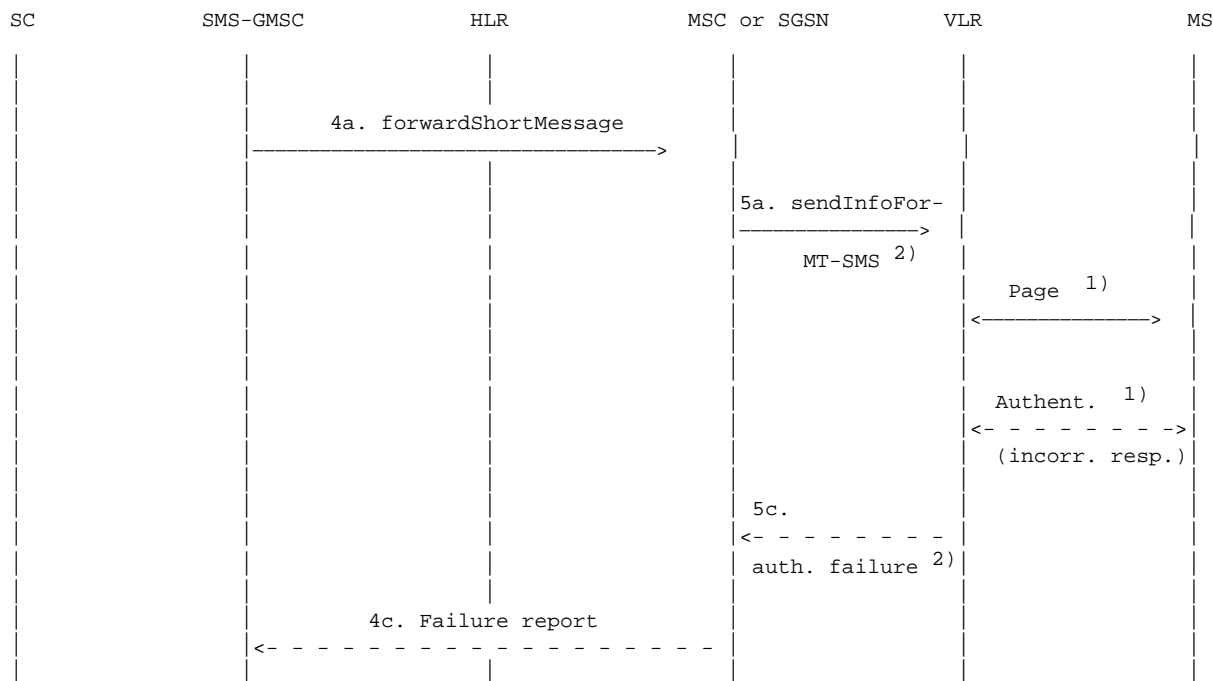 SC SMS-GMSC HLR MSC or SGSN VLR MS
4a. forwardShortMessage
5a. sendInfoFor-
MT-SMS 2)
Page 1)
Authent. 1)
(incorr. resp.)
5c.
auth. failure 2)
4c. Failure report